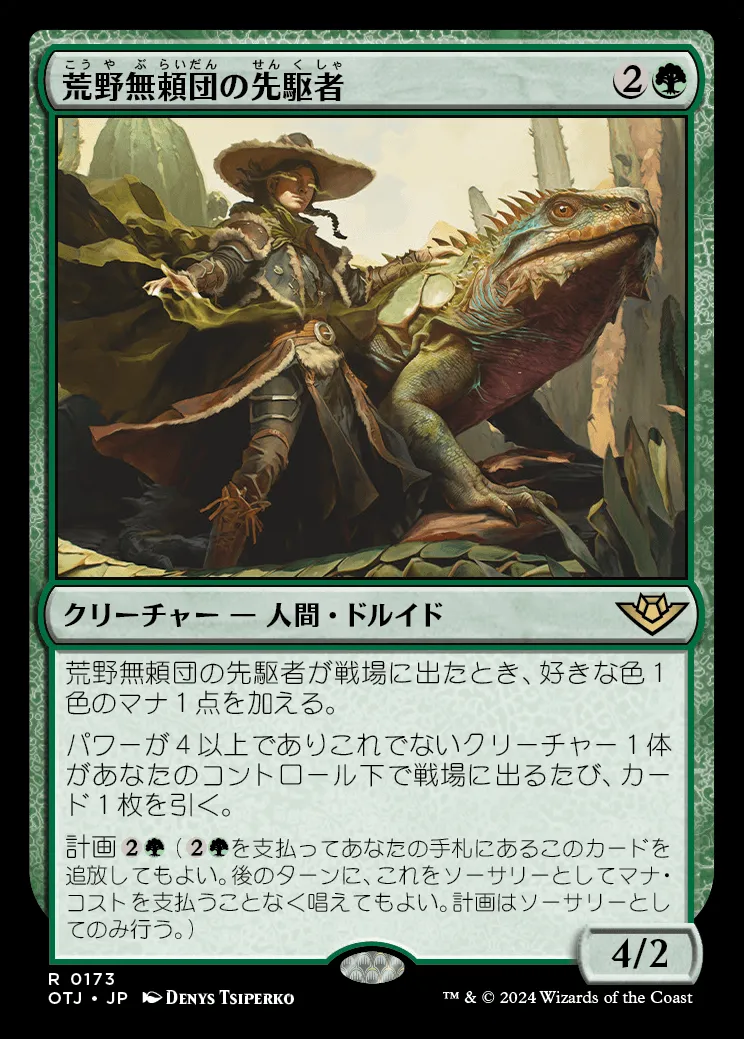 こうやぶらいだん せんくしゃ
荒野無頼団の先駆者 2
クリーチャー — 人間・ドルイド
荒野無頼団の先駆者が戦場に出たとき、好きな色1
色のマナ1点を加える。
パワーが4以上でありこれでないクリーチャー1体
があなたのコントロール下で戦場に出るたび、カー
ド1枚を引く。
計画 2 （ 2 を支払ってあなたの手札にあるこのカードを
追放してもよい。後のターンに、これをソーサリーとしてマナ・
コストを支払うことなく唱えてもよい。計画はソーサリーとし
てのみ行う。）
4/2
R 0173
OTJ • JP DENYS TSIPERKO
™ & © 2024 Wizards of the Coast